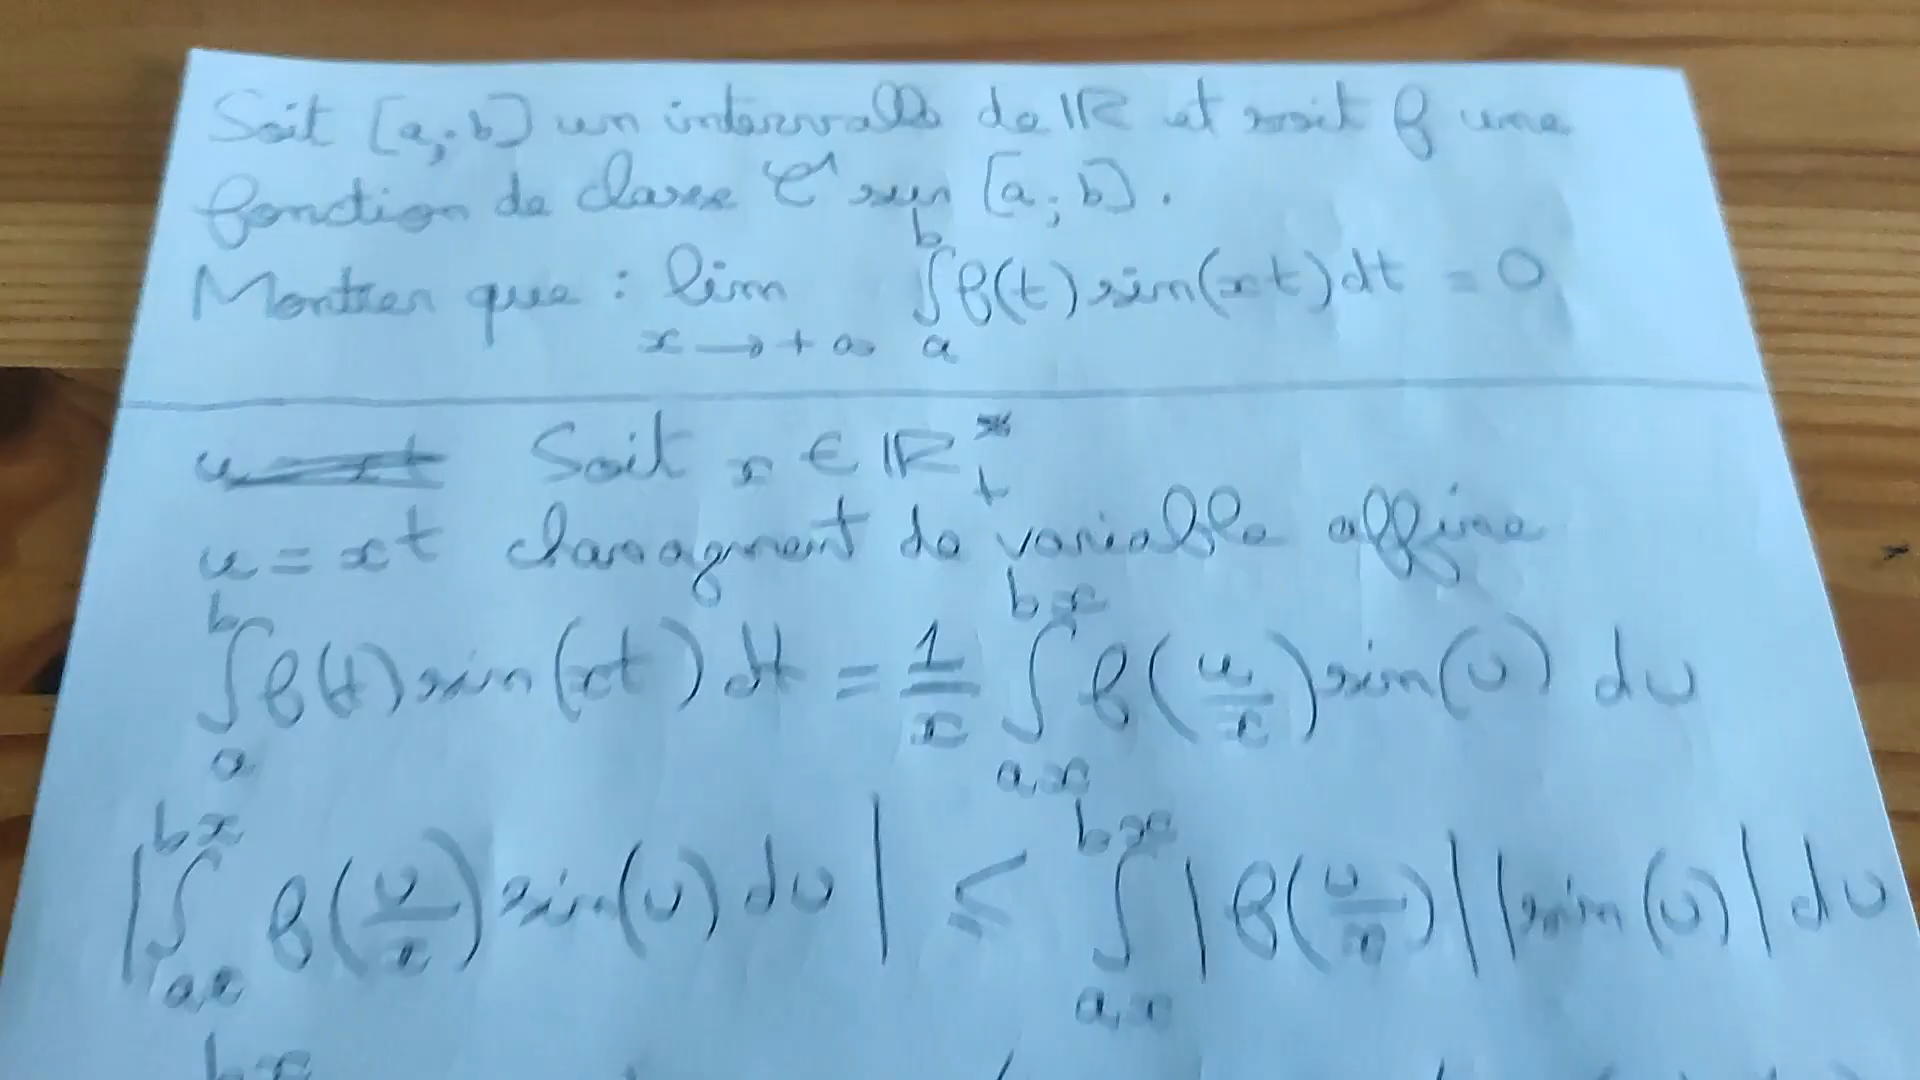 Soit [a;b] un intervalle de ℝ et soit f une
fonction de classe C¹ sur [a;b].
Montrer que : lim_{x→+∞} ∫_a^b f(t) sin(xt) dt = 0
Soit x ∈ ℝ₊*
u = xt changment de variable affine
∫_a^b f(t) sin(xt) dt = 1/x ∫_{ax}^{bx} f(u/x) sin(u) du
|∫_{ax}^{bx} f(u/x) sin(u) du| ≤ ∫_{ax}^{bx} |f(u/x)| |sin(u)| du
bx